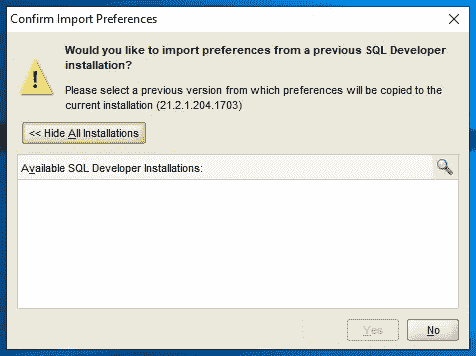 Confirm Import Preferences
Would you like to import preferences from a previous SQL Developer
installation?
Please select a previous version from which preferences will be copied to the
current installation (21.2.1.204.1703)
<< Hide All Installations
Available SQL Developer Installations:
Yes
No